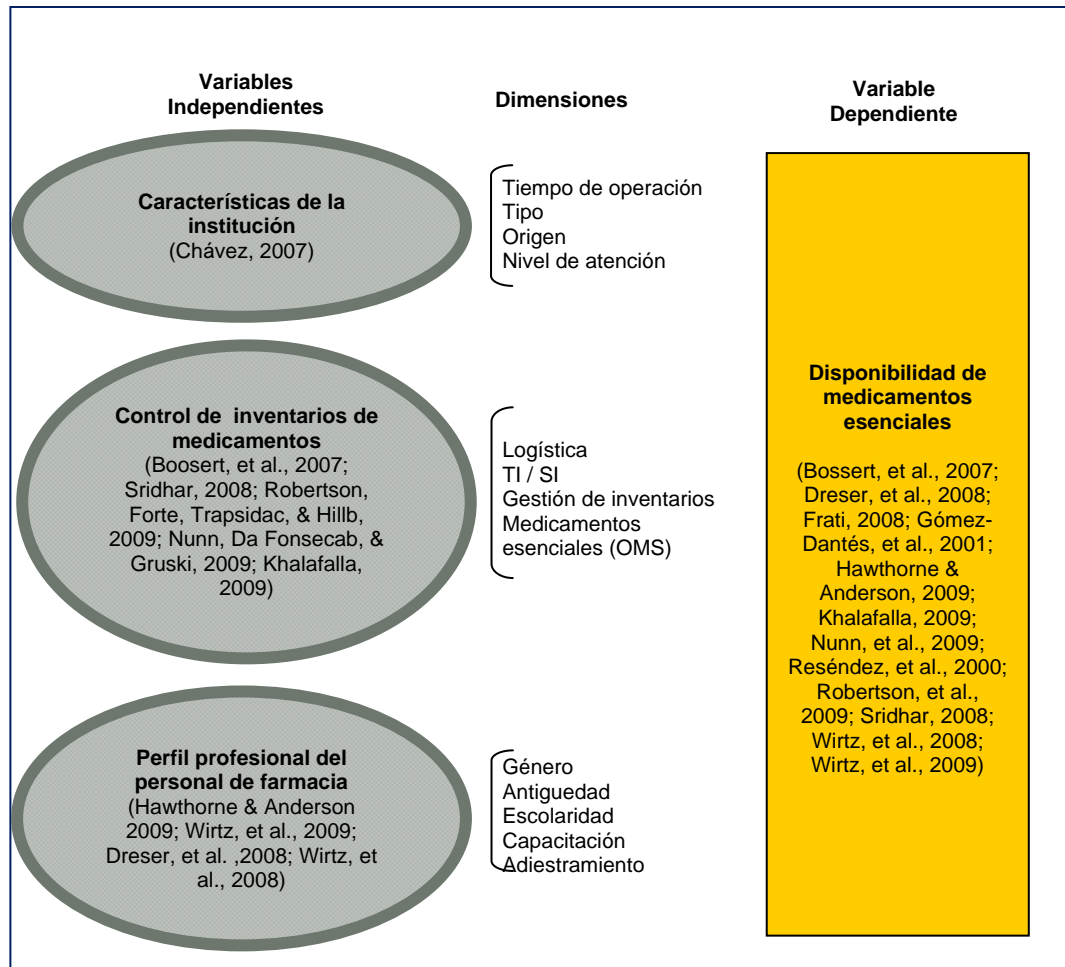 Variables
Independientes
Dimensiones
Variable
Dependiente
Características de la
institución
(Chávez, 2007)
Tiempo de operación
Tipo
Origen
Nivel de atención
Control de inventarios de
medicamentos
(Boosert, et al., 2007;
Sridhar, 2008; Robertson,
Forte, Trapsidac, & Hillb,
2009; Nunn, Da Fonsecab, &
Gruski, 2009; Khalafalla,
2009)
Logística
TI / SI
Gestión de inventarios
Medicamentos
esenciales (OMS)
Perfil profesional del
personal de farmacia
(Hawthorne & Anderson
2009; Wirtz, et al., 2009;
Dreser, et al. ,2008; Wirtz, et
al., 2008)
Género
Antiguedad
Escolaridad
Capacitación
Adiestramiento
Disponibilidad de
medicamentos
esenciales
(Bossert, et al., 2007;
Dreser, et al., 2008;
Frati, 2008; Gómez-
Dantés, et al., 2001;
Hawthorne &
Anderson, 2009;
Khalafalla, 2009;
Nunn, et al., 2009;
Reséndez, et al., 2000;
Robertson, et al.,
2009; Sridhar, 2008;
Wirtz, et al., 2008;
Wirtz, et al., 2009)